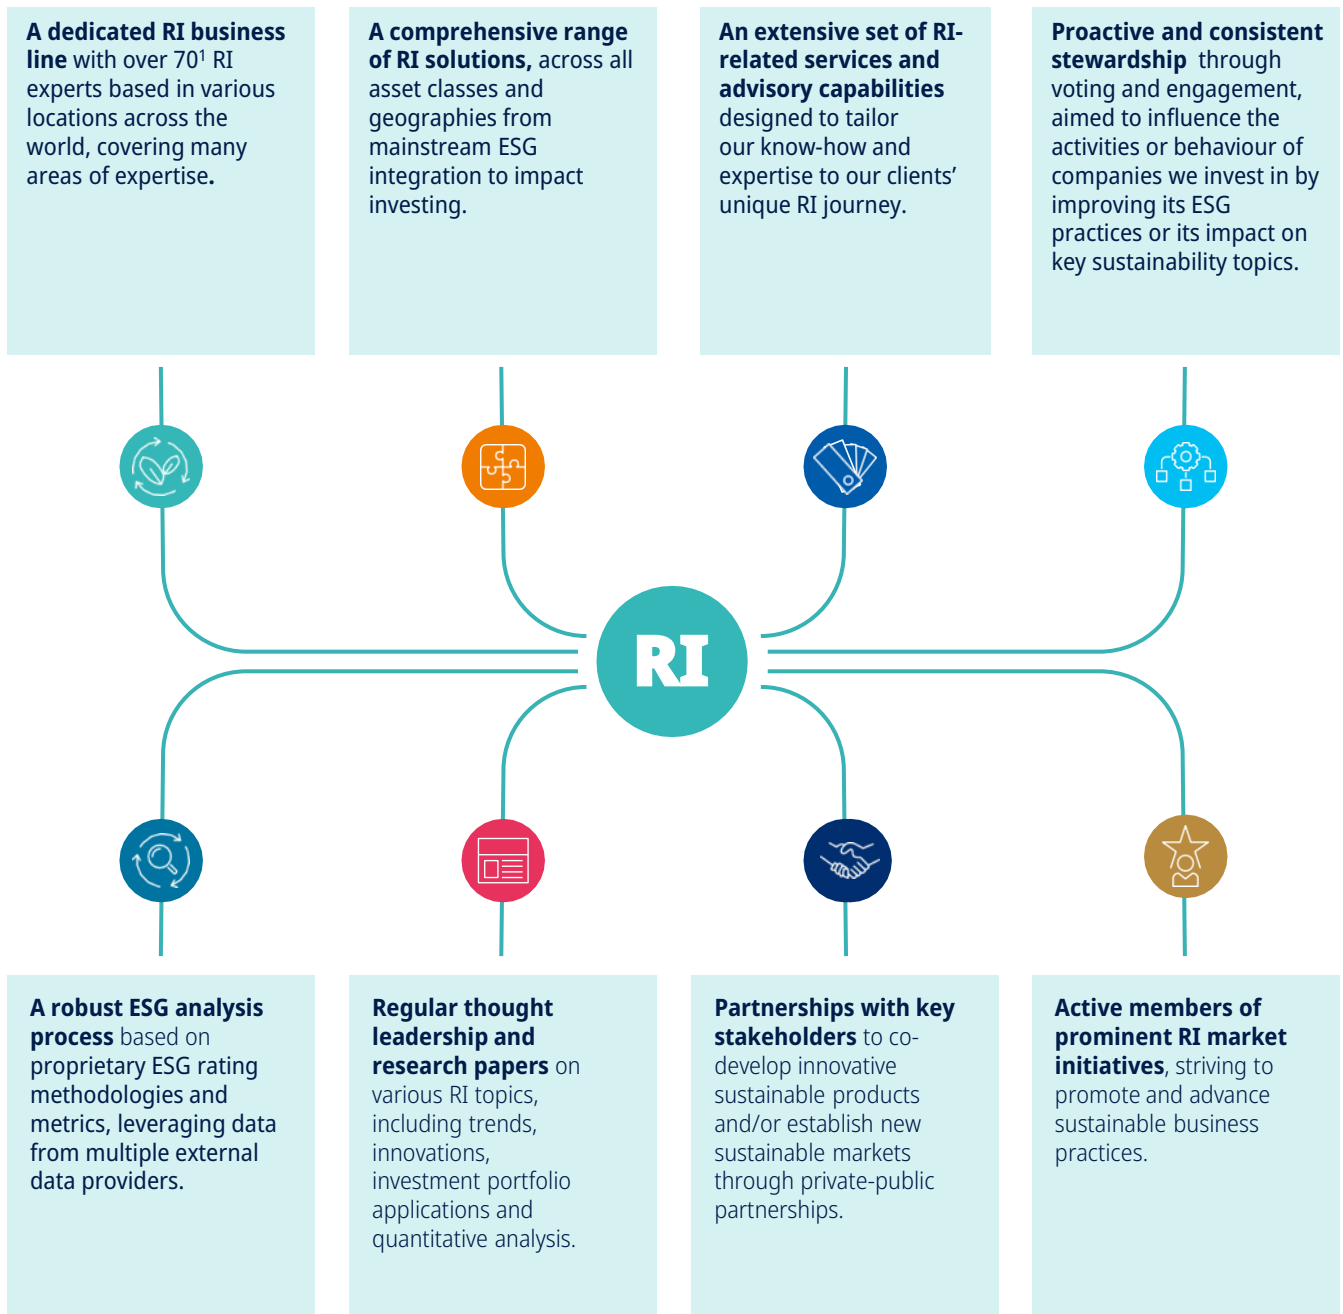 A dedicated RI business
line with over 70¹ RI
experts based in various
locations across the
world, covering many
areas of expertise.
A comprehensive range
of RI solutions, across all
asset classes and
geographies from
mainstream ESG
integration to impact
investing.
An extensive set of RI-
related services and
advisory capabilities
designed to tailor
our know-how and
expertise to our clients’
unique RI journey.
Proactive and consistent
stewardship through
voting and engagement,
aimed to influence the
activities or behaviour of
companies we invest in by
improving its ESG
practices or its impact on
key sustainability topics.
RI
A robust ESG analysis
process based on
proprietary ESG rating
methodologies and
metrics, leveraging data
from multiple external
data providers.
Regular thought
leadership and
research papers on
various RI topics,
including trends,
innovations,
investment portfolio
applications and
quantitative analysis.
Partnerships with key
stakeholders to co-
develop innovative
sustainable products
and/or establish new
sustainable markets
through private-public
partnerships.
Active members of
prominent RI market
initiatives, striving to
promote and advance
sustainable business
practices.